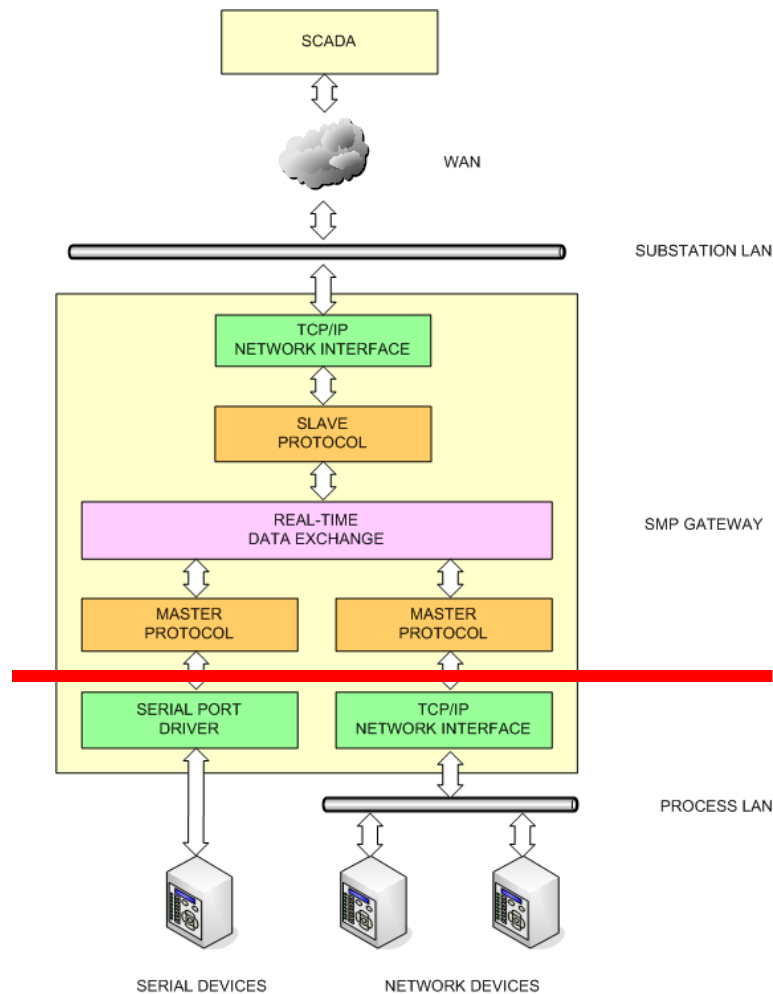 SCADA
WAN
SUBSTATION LAN
TCP/IP
NETWORK INTERFACE
SLAVE
PROTOCOL
REAL-TIME
DATA EXCHANGE
SMP GATEWAY
MASTER
PROTOCOL
MASTER
PROTOCOL
SERIAL PORT
DRIVER
TCP/IP
NETWORK INTERFACE
PROCESS LAN
SERIAL DEVICES
NETWORK DEVICES